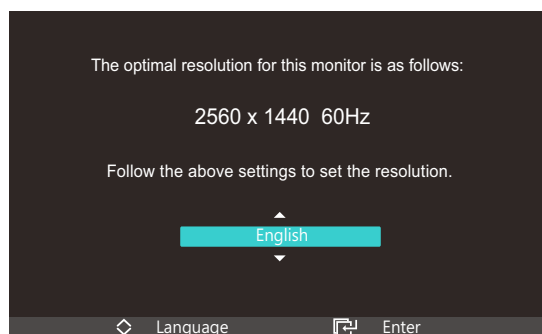 The optimal resolution for this monitor is as follows:
2560 x 1440 60Hz
Follow the above settings to set the resolution.
English
Language Enter